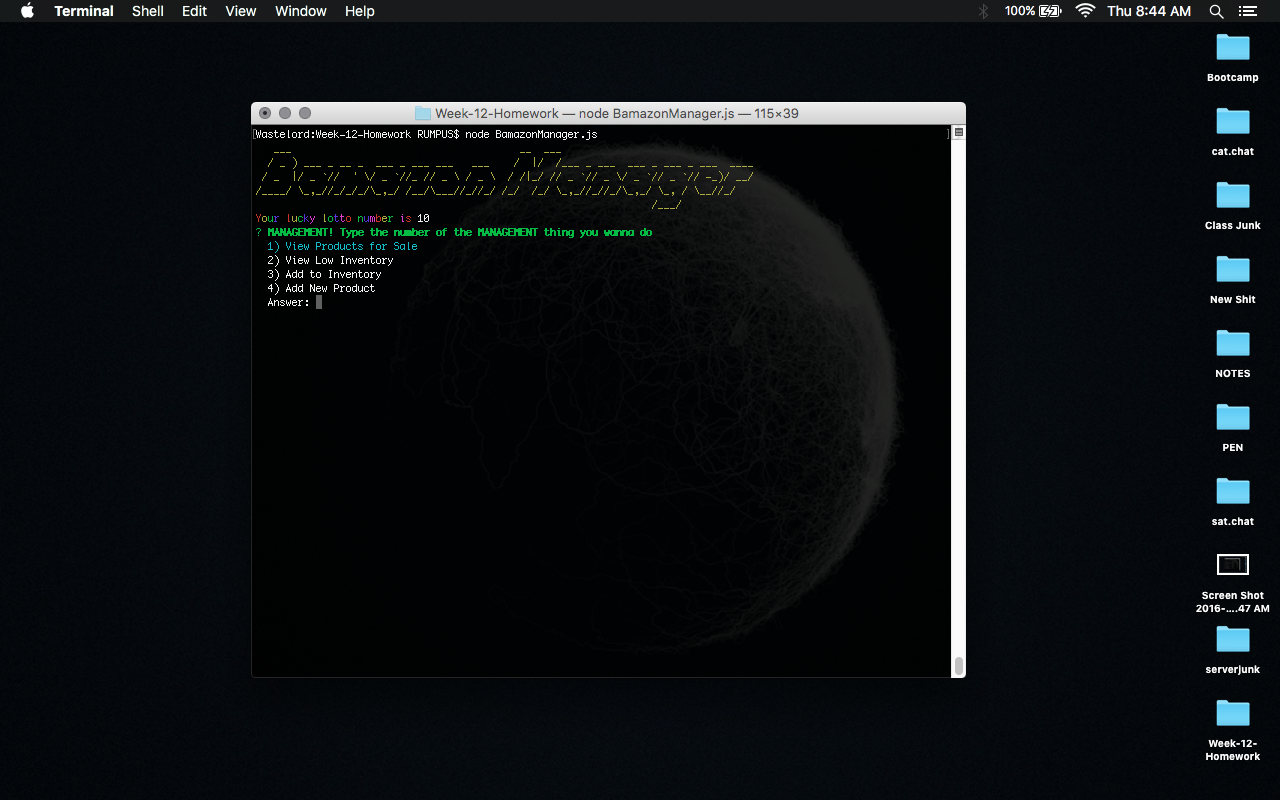 Terminal Shell Edit View Window Help 100% Thu 8:44 AM
Week-12-Homework — node BamazonManager.js — 115×39
[Wastelord:Week-12-Homework RUMPUS$ node BamazonManager.js ]
Bamazon Manager
Your lucky lotto number is 10
? MANAGEMENT! Type the number of the MANAGEMENT thing you wanna do
1) View Products for Sale
2) View Low Inventory
3) Add to Inventory
4) Add New Product
Answer:
Bootcamp
cat.chat
Class Junk
New Shit
NOTES
PEN
sat.chat
Screen Shot
2016-....47 AM
serverjunk
Week-12-
Homework